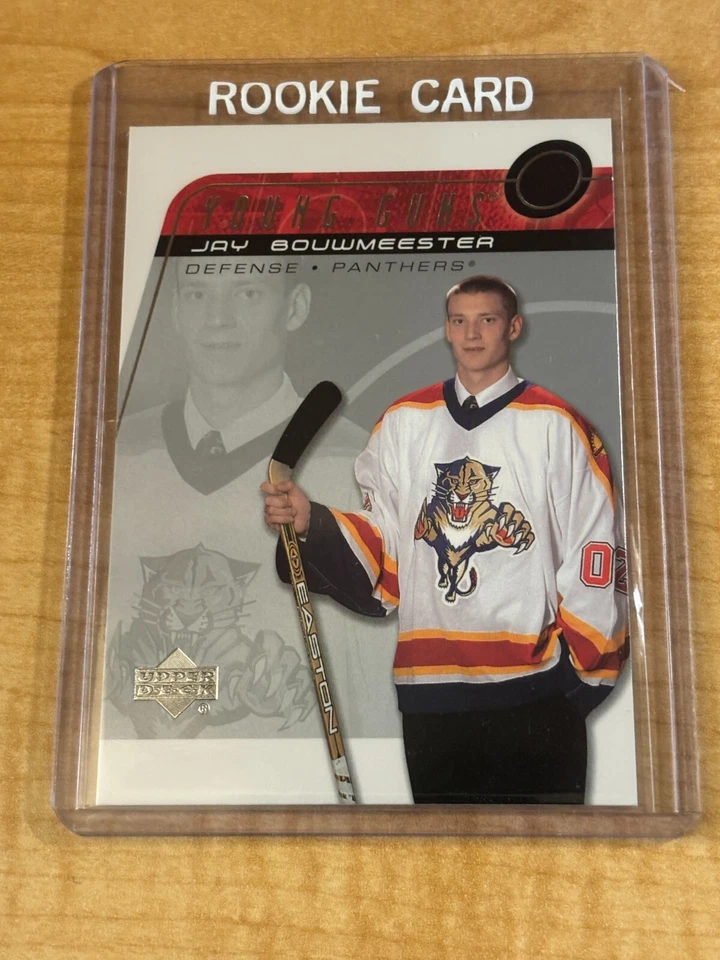 ROOKIE CARD
YOUNG GUNS
JAY BOUWMEESTER
DEFENSE • PANTHERS®
EASTON
02
UPPER
DECK
®